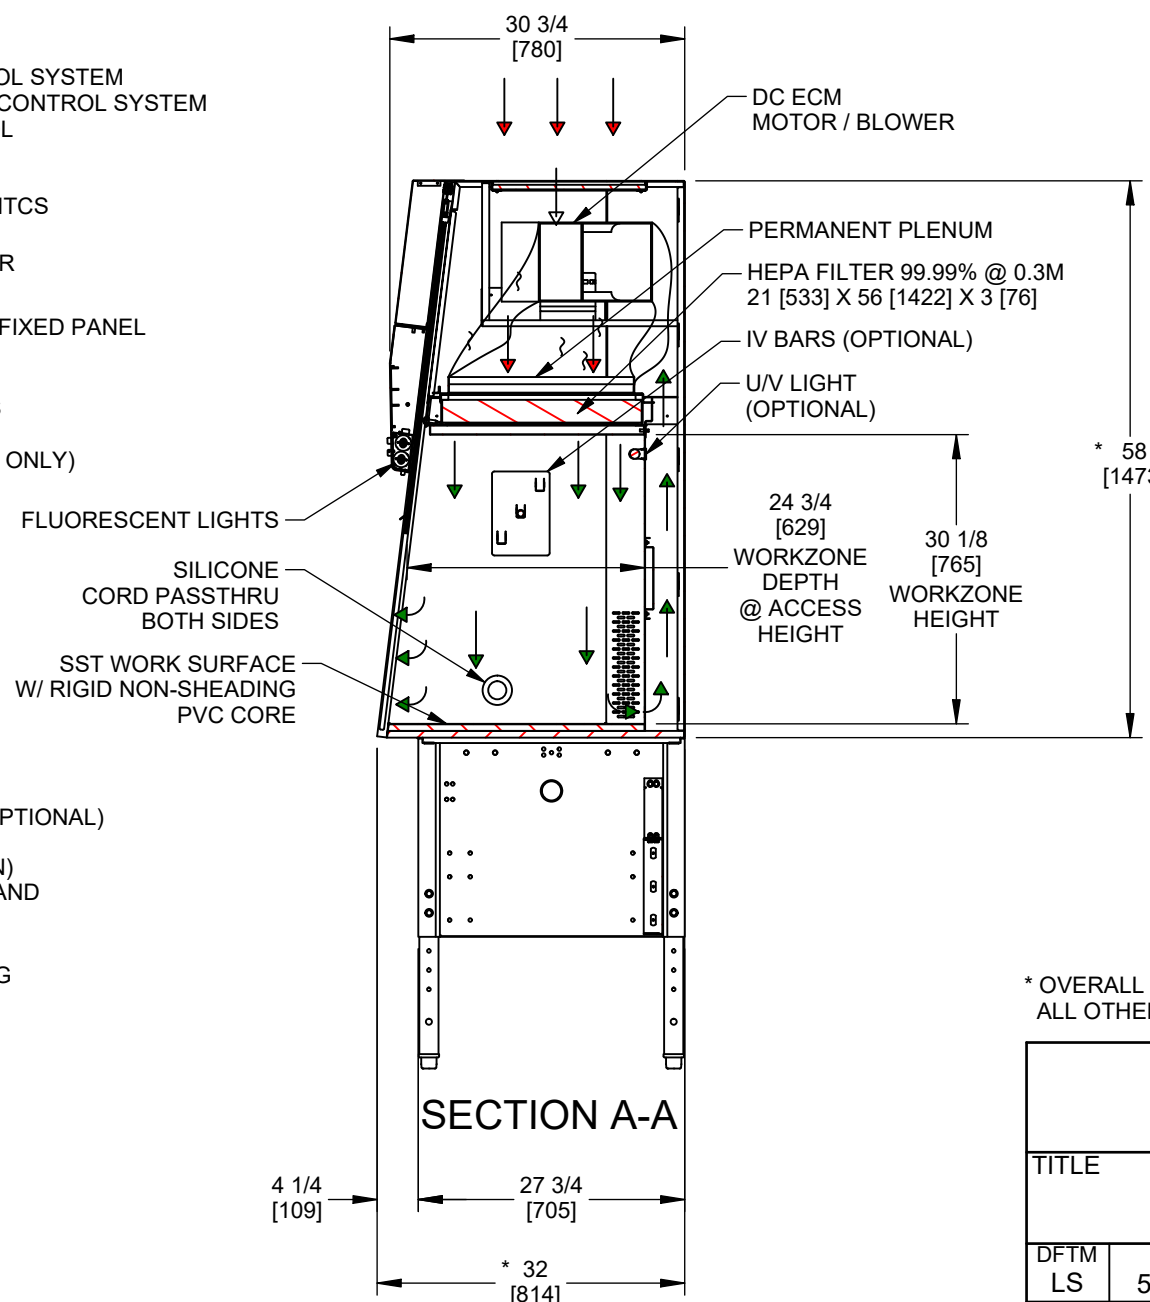 30 3/4
[780]
OL SYSTEM
CONTROL SYSTEM
L
DC ECM
MOTOR / BLOWER
ITCS
PERMANENT PLENUM
R
HEPA FILTER 99.99% @ 0.3M
21 [533] X 56 [1422] X 3 [76]
FIXED PANEL
IV BARS (OPTIONAL)
U/V LIGHT
(OPTIONAL)
S
ONLY)
* 58
[1473
FLUORESCENT LIGHTS
24 3/4
[629]
WORKZONE
DEPTH
@ ACCESS
HEIGHT
30 1/8
[765]
WORKZONE
HEIGHT
SILICONE
CORD PASSTHRU
BOTH SIDES
SST WORK SURFACE
W/ RIGID NON-SHEADING
PVC CORE
PTIONAL)
N)
AND
G
* OVERALL
ALL OTHE
SECTION A-A
TITLE
4 1/4
[109]
27 3/4
[705]
DFTM
LS
5
* 32
[814]